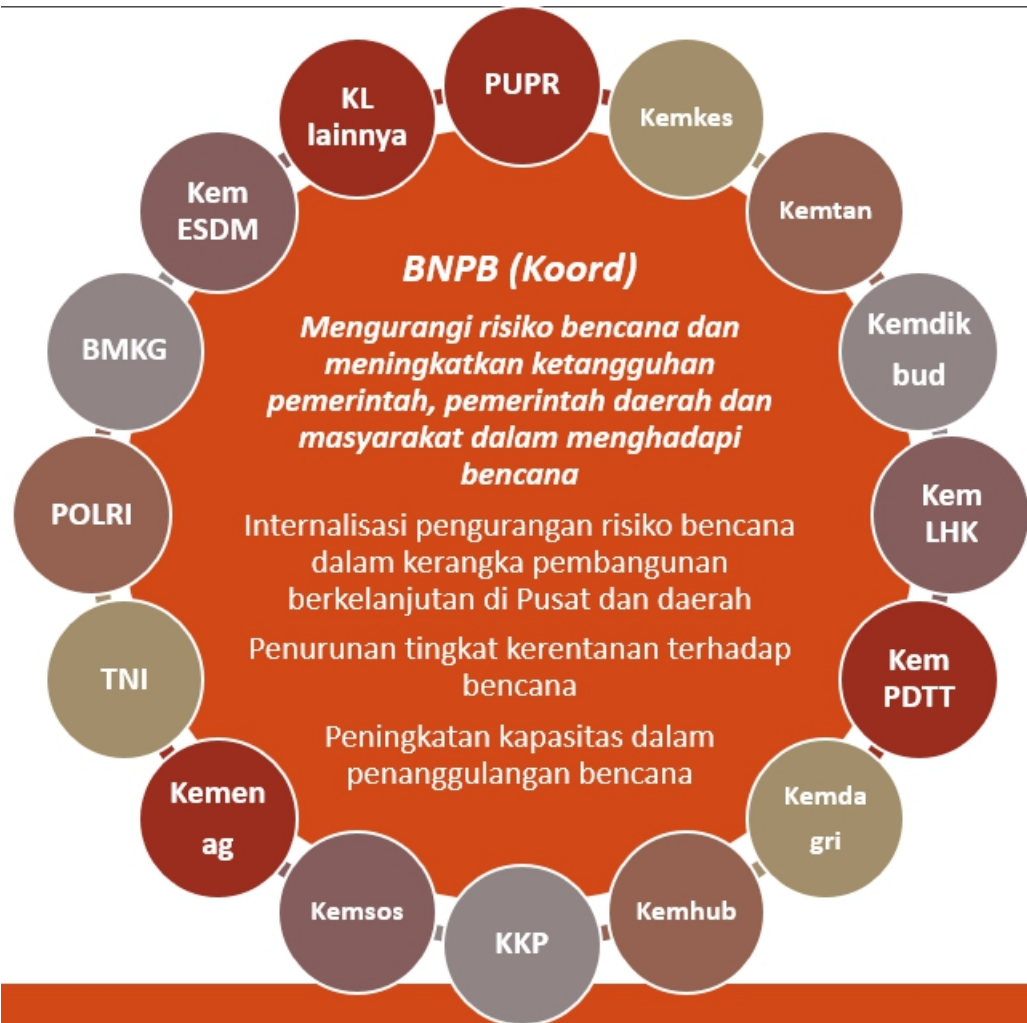 PUPR
Kemkes
Kemtan
Kemdik
bud
Kem
LHK
Kem
PDTT
Kemda
gri
Kemhub
KKP
Kemsos
Kemen
ag
TNI
POLRI
BMKG
Kem
ESDM
KL
lainnya
BNPB (Koord)
Mengurangi risiko bencana dan
meningkatkan ketangguhan
pemerintah, pemerintah daerah dan
masyarakat dalam menghadapi
bencana
Internalisasi pengurangan risiko bencana
dalam kerangka pembangunan
berkelanjutan di Pusat dan daerah
Penurunan tingkat kerentanan terhadap
bencana
Peningkatan kapasitas dalam
penanggulangan bencana